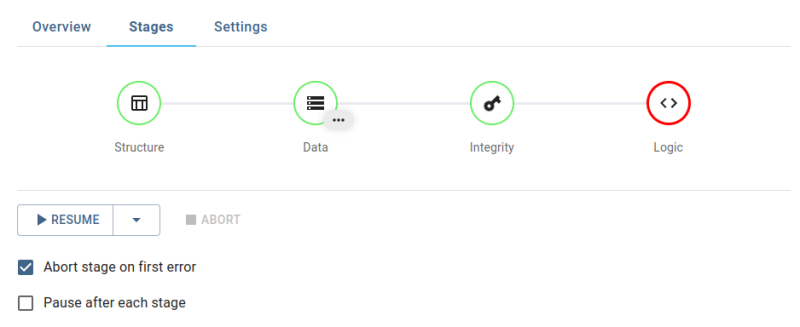 Overview Stages Settings
Structure Data Integrity Logic
RESUME ABORT
Abort stage on first error
Pause after each stage